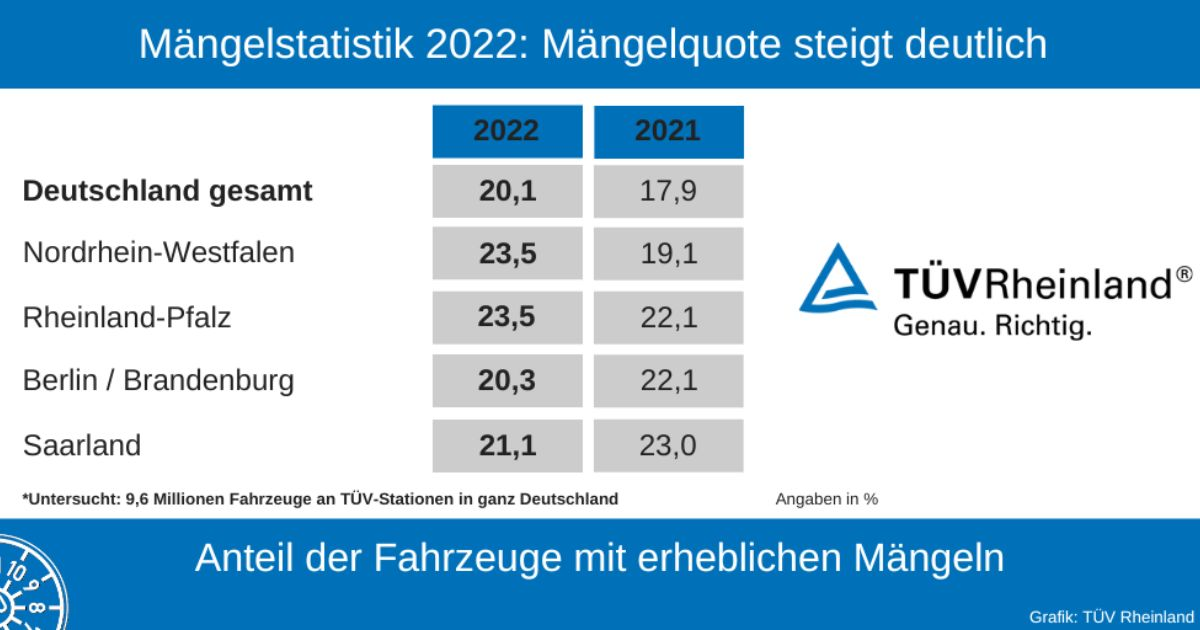 Mängelstatistik 2022: Mängelquote steigt deutlich
2022 2021
Deutschland gesamt 20,1 17,9
Nordrhein-Westfalen 23,5 19,1
Rheinland-Pfalz 23,5 22,1
Berlin / Brandenburg 20,3 22,1
Saarland 21,1 23,0
TÜVRheinland®
Genau. Richtig.
*Untersucht: 9,6 Millionen Fahrzeuge an TÜV-Stationen in ganz Deutschland Angaben in %
Anteil der Fahrzeuge mit erheblichen Mängeln
10
9
8
Grafik: TÜV Rheinland